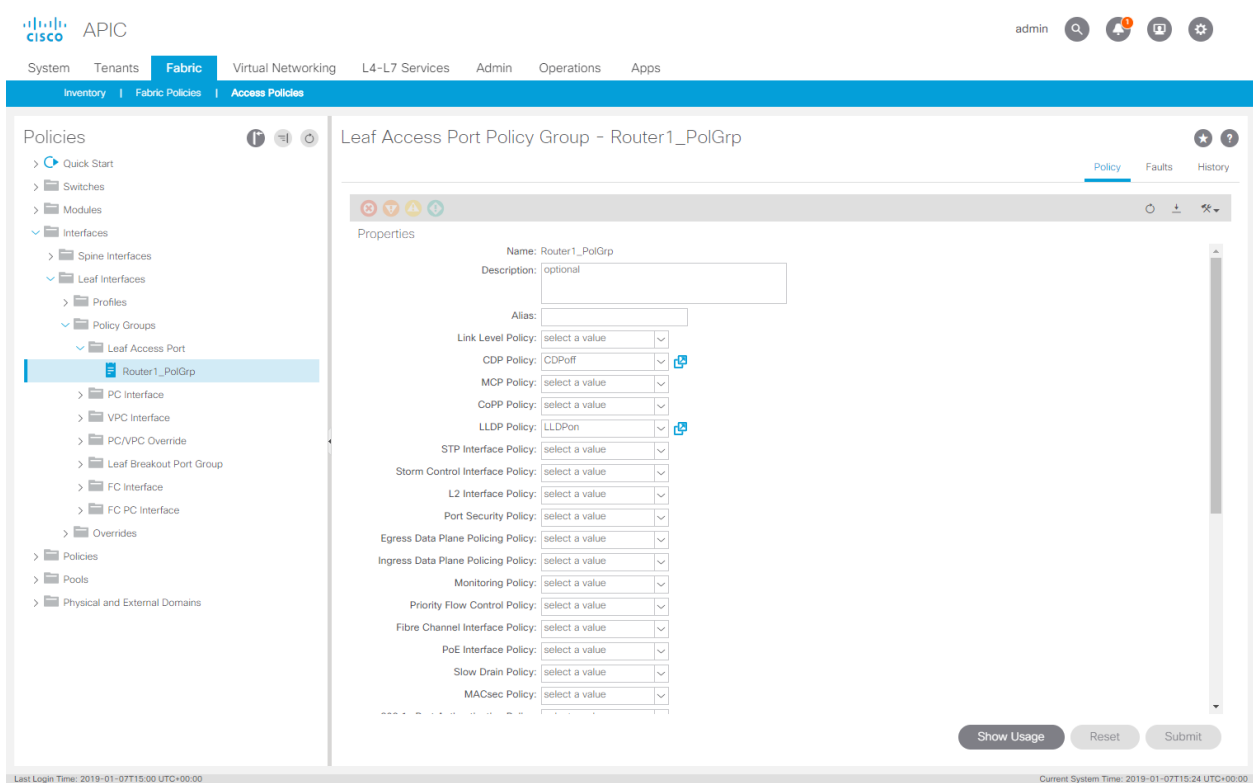 CISCO APIC
admin
1
System Tenants Fabric Virtual Networking L4-L7 Services Admin Operations Apps
Inventory | Fabric Policies | Access Policies
Policies
Quick Start
Switches
Modules
Interfaces
Spine Interfaces
Leaf Interfaces
Profiles
Policy Groups
Leaf Access Port
Router1_PolGrp
PC Interface
VPC Interface
PC/VPC Override
Leaf Breakout Port Group
FC Interface
FC PC Interface
Overrides
Policies
Pools
Physical and External Domains
Leaf Access Port Policy Group - Router1_PolGrp
Policy Faults History
Properties
Name: Router1_PolGrp
Description: optional
Alias:
Link Level Policy: select a value
CDP Policy: CDPoff
MCP Policy: select a value
CoPP Policy: select a value
LLDP Policy: LLDPon
STP Interface Policy: select a value
Storm Control Interface Policy: select a value
L2 Interface Policy: select a value
Port Security Policy: select a value
Egress Data Plane Policing Policy: select a value
Ingress Data Plane Policing Policy: select a value
Monitoring Policy: select a value
Priority Flow Control Policy: select a value
Fibre Channel Interface Policy: select a value
PoE Interface Policy: select a value
Slow Drain Policy: select a value
MACsec Policy: select a value
Show Usage Reset Submit
Last Login Time: 2019-01-07T15:00 UTC+00:00
Current System Time: 2019-01-07T15:24 UTC+00:00